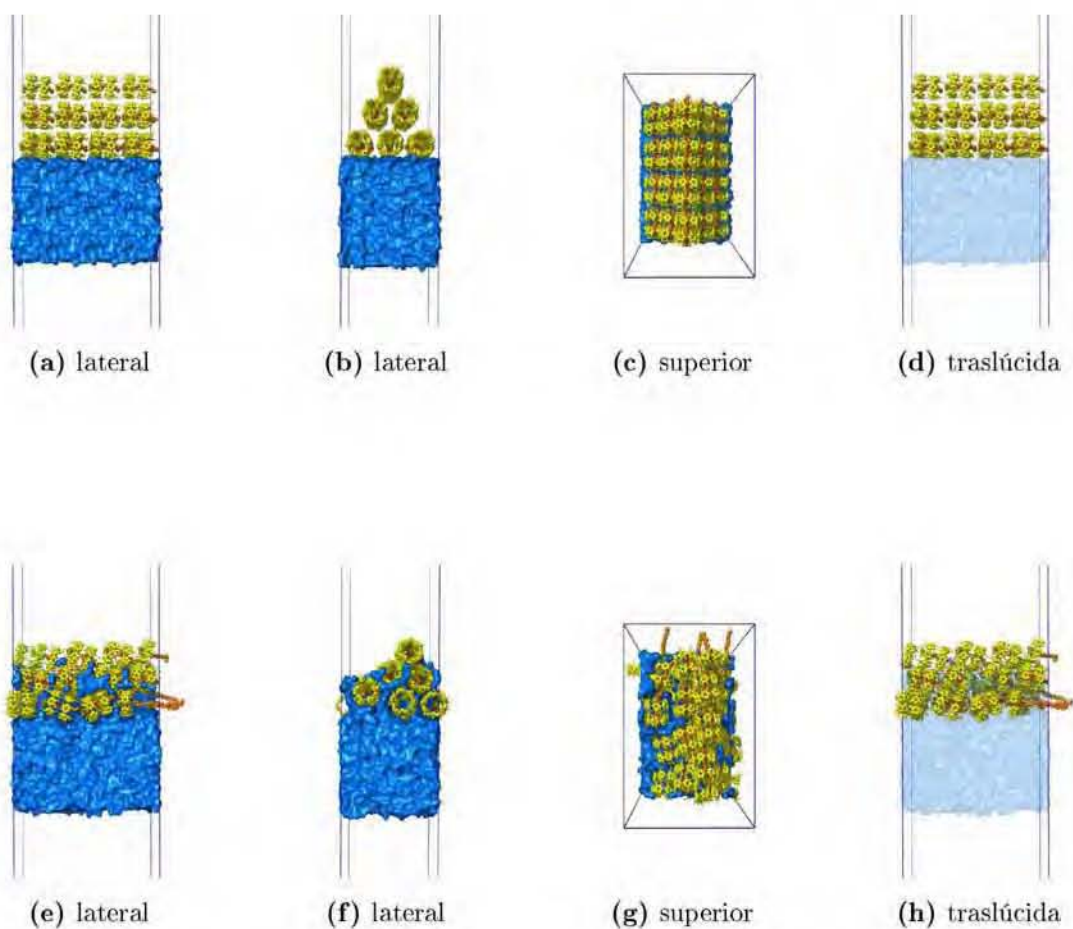 (a) lateral (b) lateral (c) superior (d) traslúcida
(e) lateral (f) lateral (g) superior (h) traslúcida